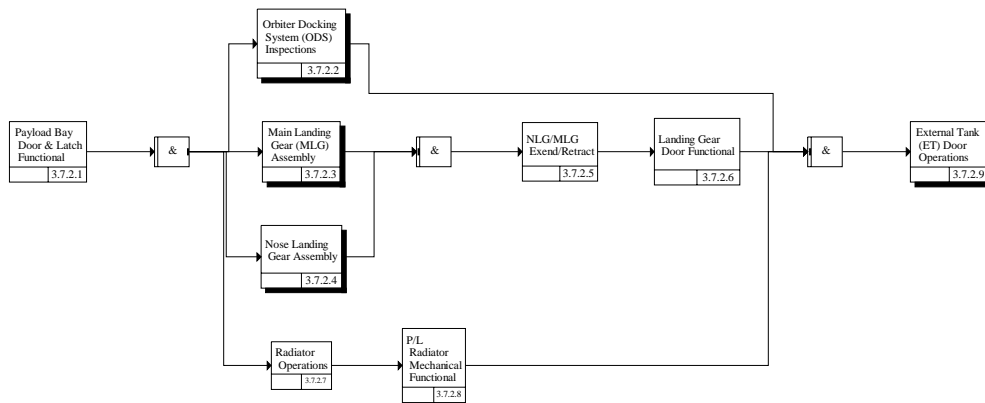 Orbiter Docking
System (ODS)
Inspections
3.7.2.2
Payload Bay
Door & Latch
Functional
3.7.2.1
&
Main Landing
Gear (MLG)
Assembly
3.7.2.3
&
NLG/MLG
Exend/Retract
3.7.2.5
Landing Gear
Door Functional
3.7.2.6
&
External Tank
(ET) Door
Operations
3.7.2.9
Nose Landing
Gear Assembly
3.7.2.4
Radiator
Operations
3.7.2.7
P/L
Radiator
Mechanical
Functional
3.7.2.8